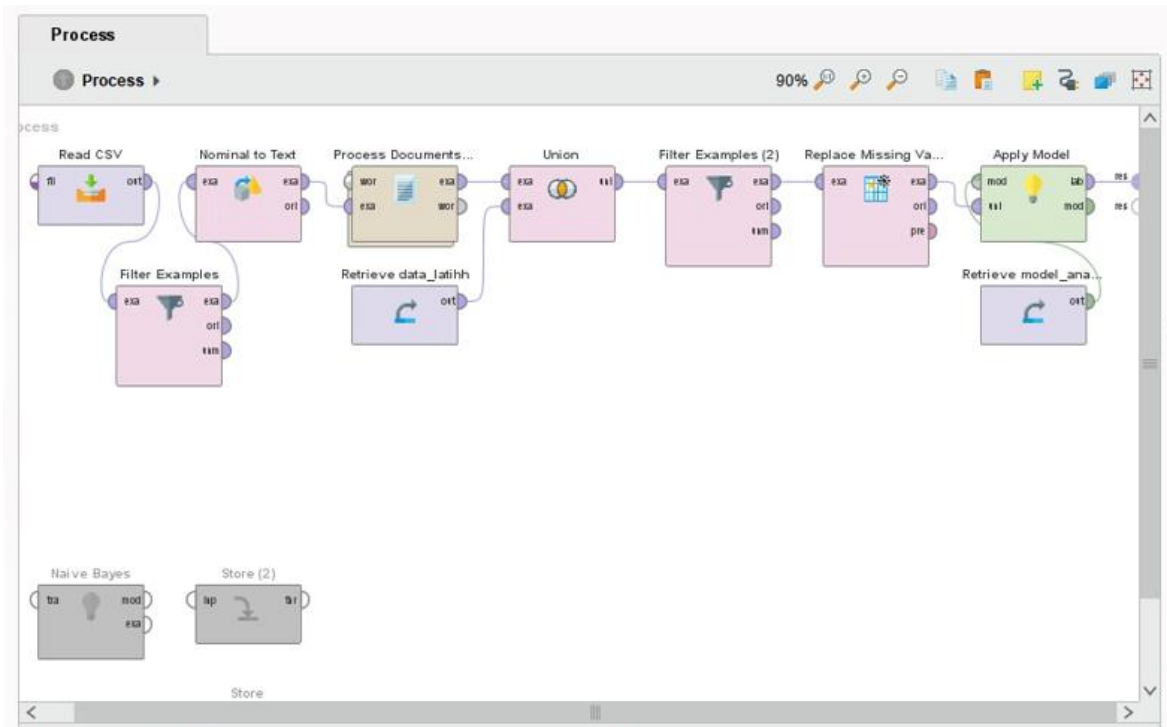 Process
Process
90%
ocess
Read CSV
Nominal to Text
Process Documents...
Union
Filter Examples (2)
Replace Missing Va...
Apply Model
fil
out
exa
exa
ori
wor
exa
exa
wor
exa
exa
uni
exa
exa
ori
unm
exa
exa
ori
pre
mod
lab
unl
mod
res
res
Filter Examples
Retrieve data_latihh
Retrieve model_ana...
exa
exa
ori
unm
out
out
Naive Bayes
Store (2)
tra
mod
exa
inp
thr
Store